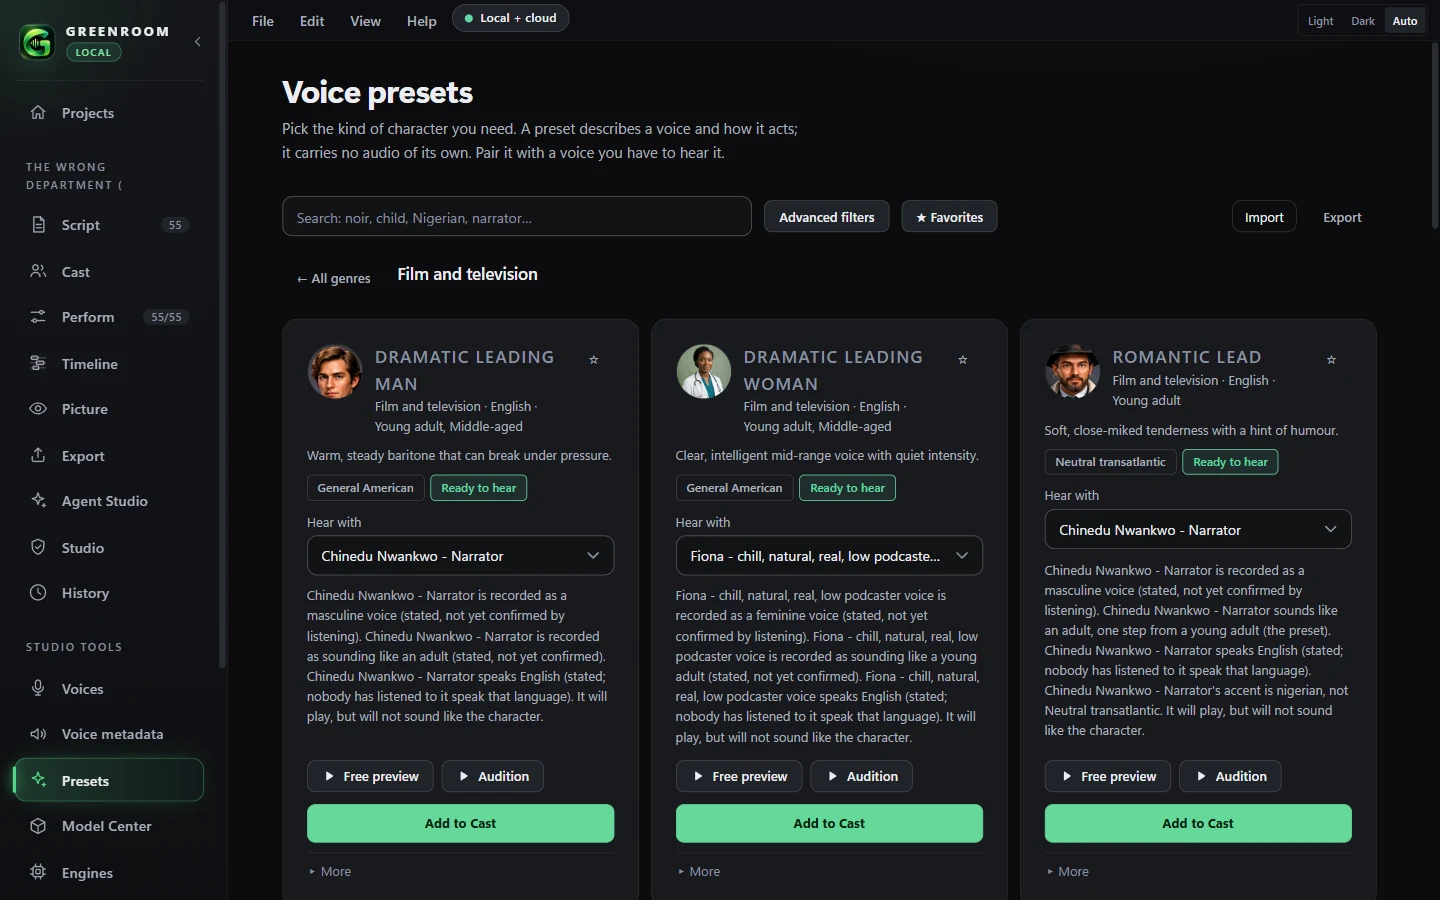 GREENROOM
LOCAL
Projects
THE WRONG
DEPARTMENT (
Script 55
Cast
Perform 55/55
Timeline
Picture
Export
Agent Studio
Studio
History
STUDIO TOOLS
Voices
Voice metadata
Presets
Model Center
Engines
File Edit View Help Local + cloud Light Dark Auto
Voice presets
Pick the kind of character you need. A preset describes a voice and how it acts;
it carries no audio of its own. Pair it with a voice you have to hear it.
Search: noir, child, Nigerian, narrator... Advanced filters ★ Favorites Import Export
← All genres Film and television
DRAMATIC LEADING
MAN
☆
Film and television · English ·
Young adult, Middle-aged
Warm, steady baritone that can break under pressure.
General American Ready to hear
Hear with
Chinedu Nwankwo - Narrator
Chinedu Nwankwo - Narrator is recorded as a
masculine voice (stated, not yet confirmed by
listening). Chinedu Nwankwo - Narrator is recorded
as sounding like an adult (stated, not yet confirmed).
Chinedu Nwankwo - Narrator speaks English (stated;
nobody has listened to it speak that language). It will
play, but will not sound like the character.
Free preview Audition
Add to Cast
More
DRAMATIC LEADING
WOMAN
☆
Film and television · English ·
Young adult, Middle-aged
Clear, intelligent mid-range voice with quiet intensity.
General American Ready to hear
Hear with
Fiona - chill, natural, real, low podcaste...
Fiona - chill, natural, real, low podcaster voice is
recorded as a feminine voice (stated, not yet
confirmed by listening). Fiona - chill, natural, real, low
podcaster voice is recorded as sounding like a young
adult (stated, not yet confirmed). Fiona - chill, natural,
real, low podcaster voice speaks English (stated;
nobody has listened to it speak that language). It will
play, but will not sound like the character.
Free preview Audition
Add to Cast
More
ROMANTIC LEAD
☆
Film and television · English ·
Young adult
Soft, close-miked tenderness with a hint of humour.
Neutral transatlantic Ready to hear
Hear with
Chinedu Nwankwo - Narrator
Chinedu Nwankwo - Narrator is recorded as a
masculine voice (stated, not yet confirmed by
listening). Chinedu Nwankwo - Narrator sounds like
an adult, one step from a young adult (the preset).
Chinedu Nwankwo - Narrator speaks English (stated;
nobody has listened to it speak that language).
Chinedu Nwankwo - Narrator's accent is nigerian, not
Neutral transatlantic. It will play, but will not sound
like the character.
Free preview Audition
Add to Cast
More